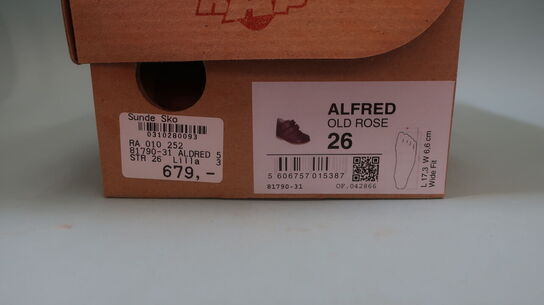 RAP
Sunde Sko
0310280093
RA 010 252
81790-31 ALDRED 5
STR 26 Lilla 3
679,-
ALFRED
OLD ROSE
26
5 606757 015387
81790-31
OF.042866
L 17,3 W 6,6 cm
Wide Fit